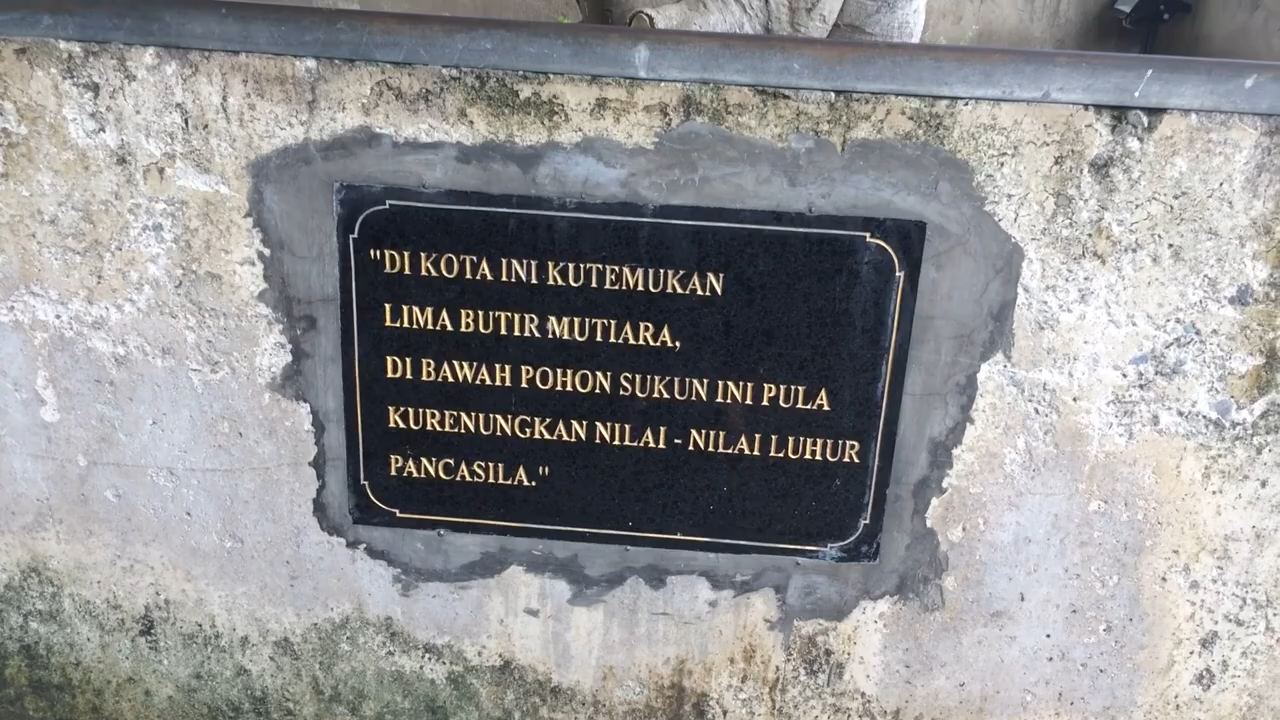 "DI KOTA INI KUTEMUKAN
LIMA BUTIR MUTIARA,
DI BAWAH POHON SUKUN INI PULA
KURENUNGKAN NILAI - NILAI LUHUR
PANCASILA."